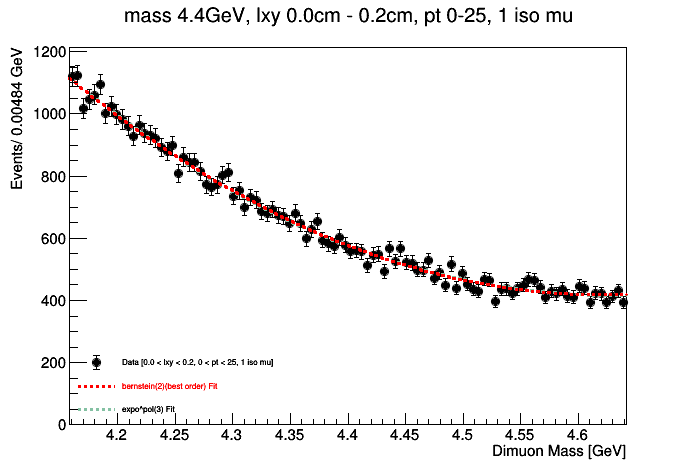 mass 4.4GeV, lxy 0.0cm - 0.2cm, pt 0-25, 1 iso mu
Events/ 0.00484 GeV
1200
1000
800
600
400
200
0
Data [0.0 < lxy < 0.2, 0 < pt < 25, 1 iso mu]
bernstein(2)(best order) Fit
expo*pol(3) Fit
4.2 4.25 4.3 4.35 4.4 4.45 4.5 4.55 4.6
Dimuon Mass [GeV]